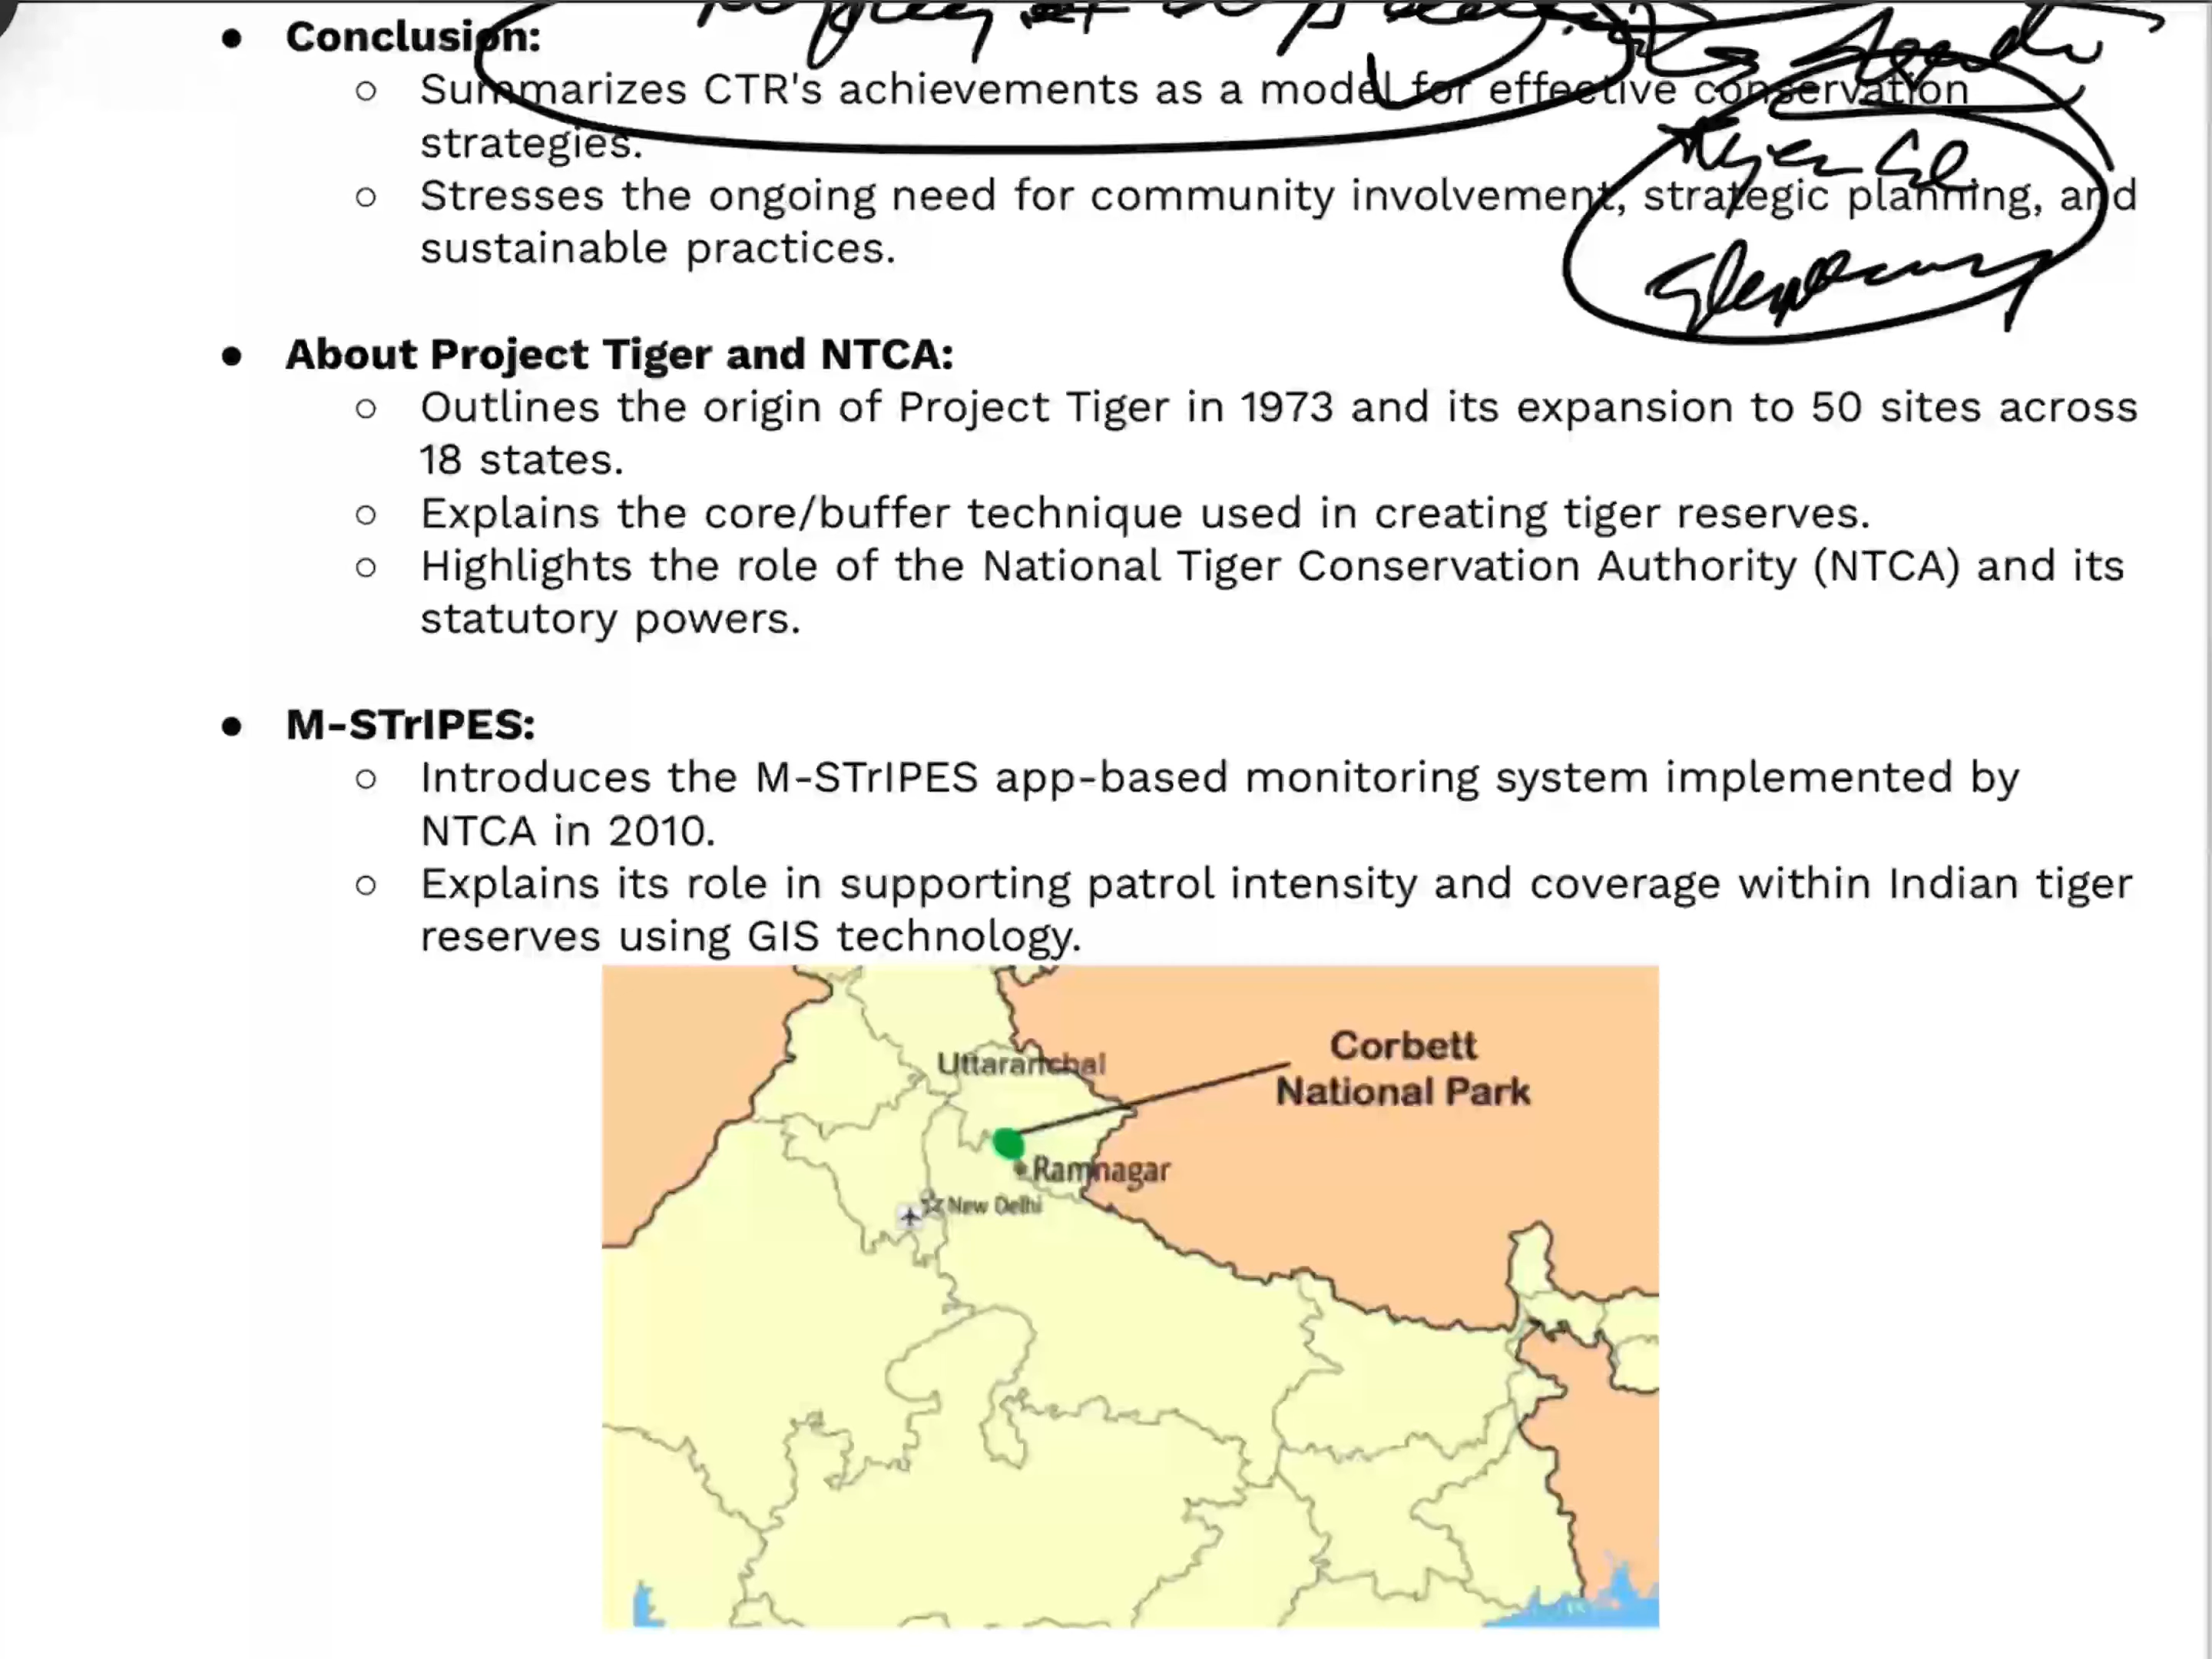 ● Conclusion:
○ Summarizes CTR's achievements as a model for effective conservation
strategies.
○ Stresses the ongoing need for community involvement, strategic planning, and
sustainable practices.
● About Project Tiger and NTCA:
○ Outlines the origin of Project Tiger in 1973 and its expansion to 50 sites across
18 states.
○ Explains the core/buffer technique used in creating tiger reserves.
○ Highlights the role of the National Tiger Conservation Authority (NTCA) and its
statutory powers.
● M-STrIPES:
○ Introduces the M-STrIPES app-based monitoring system implemented by
NTCA in 2010.
○ Explains its role in supporting patrol intensity and coverage within Indian tiger
reserves using GIS technology.
Corbett
National Park
Uttaranchal
Ramnagar
New Delhi